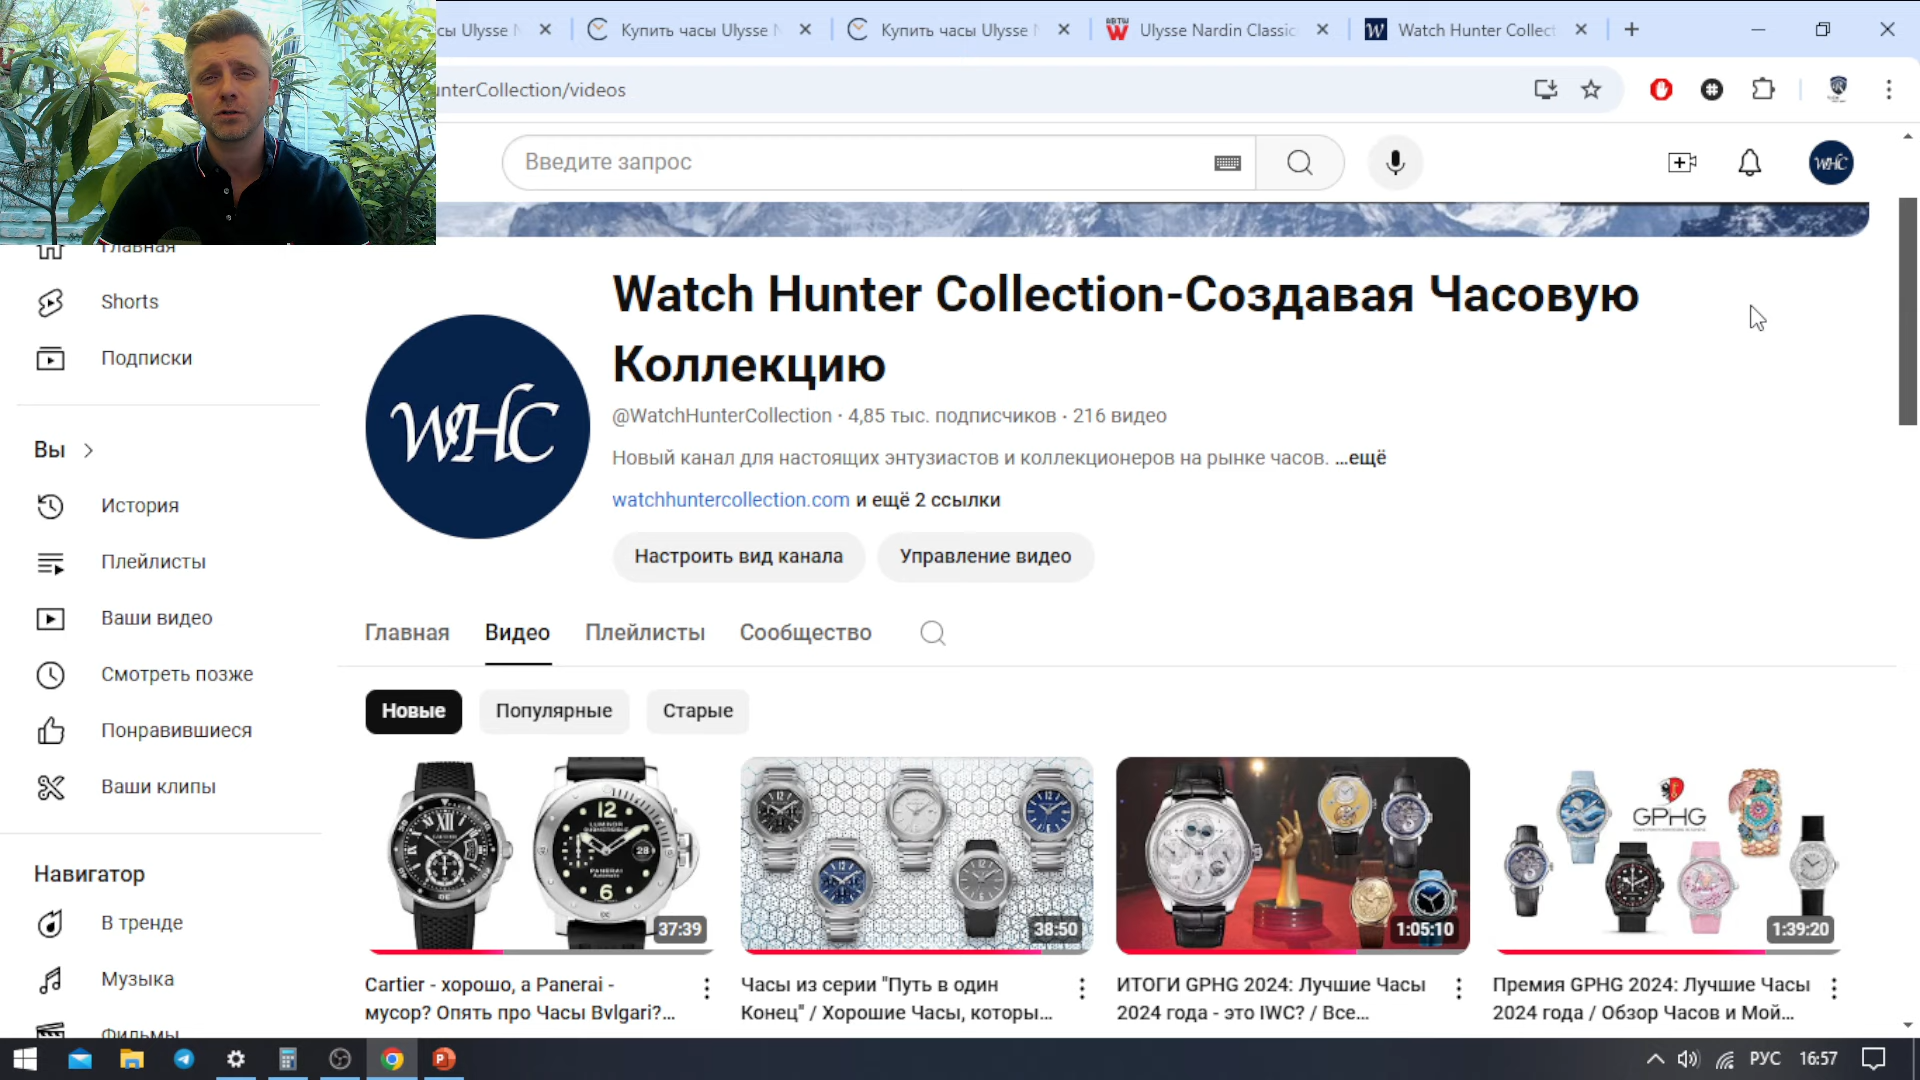 сы Ulysse
Купить часы Ulysse
Купить часы Ulysse
Ulysse Nardin Classic
Watch Hunter Collect
unterCollection/videos
Введите запрос
WHC
Главная
Shorts
Подписки
Вы
История
Плейлисты
Ваши видео
Смотреть позже
Понравившиеся
Ваши клипы
Навигатор
В тренде
Музыка
Фильмы
WHC
Watch Hunter Collection-Создавая Часовую
Коллекцию
@WatchHunterCollection · 4,85 тыс. подписчиков · 216 видео
Новый канал для настоящих энтузиастов и коллекционеров на рынке часов. ...ещё
watchhuntercollection.com и ещё 2 ссылки
Настроить вид канала
Управление видео
Главная
Видео
Плейлисты
Сообщество
Новые
Популярные
Старые
37:39
38:50
GPHG
1:05:10
1:39:20
Cartier - хорошо, а Panerai -
мусор? Опять про Часы Bvlgari?...
Часы из серии "Путь в один
Конец" / Хорошие Часы, которы...
ИТОГИ GPHG 2024: Лучшие Часы
2024 года - это IWC? / Все...
Премия GPHG 2024: Лучшие Часы
2024 года / Обзор Часов и Мой...
РУС
16:57